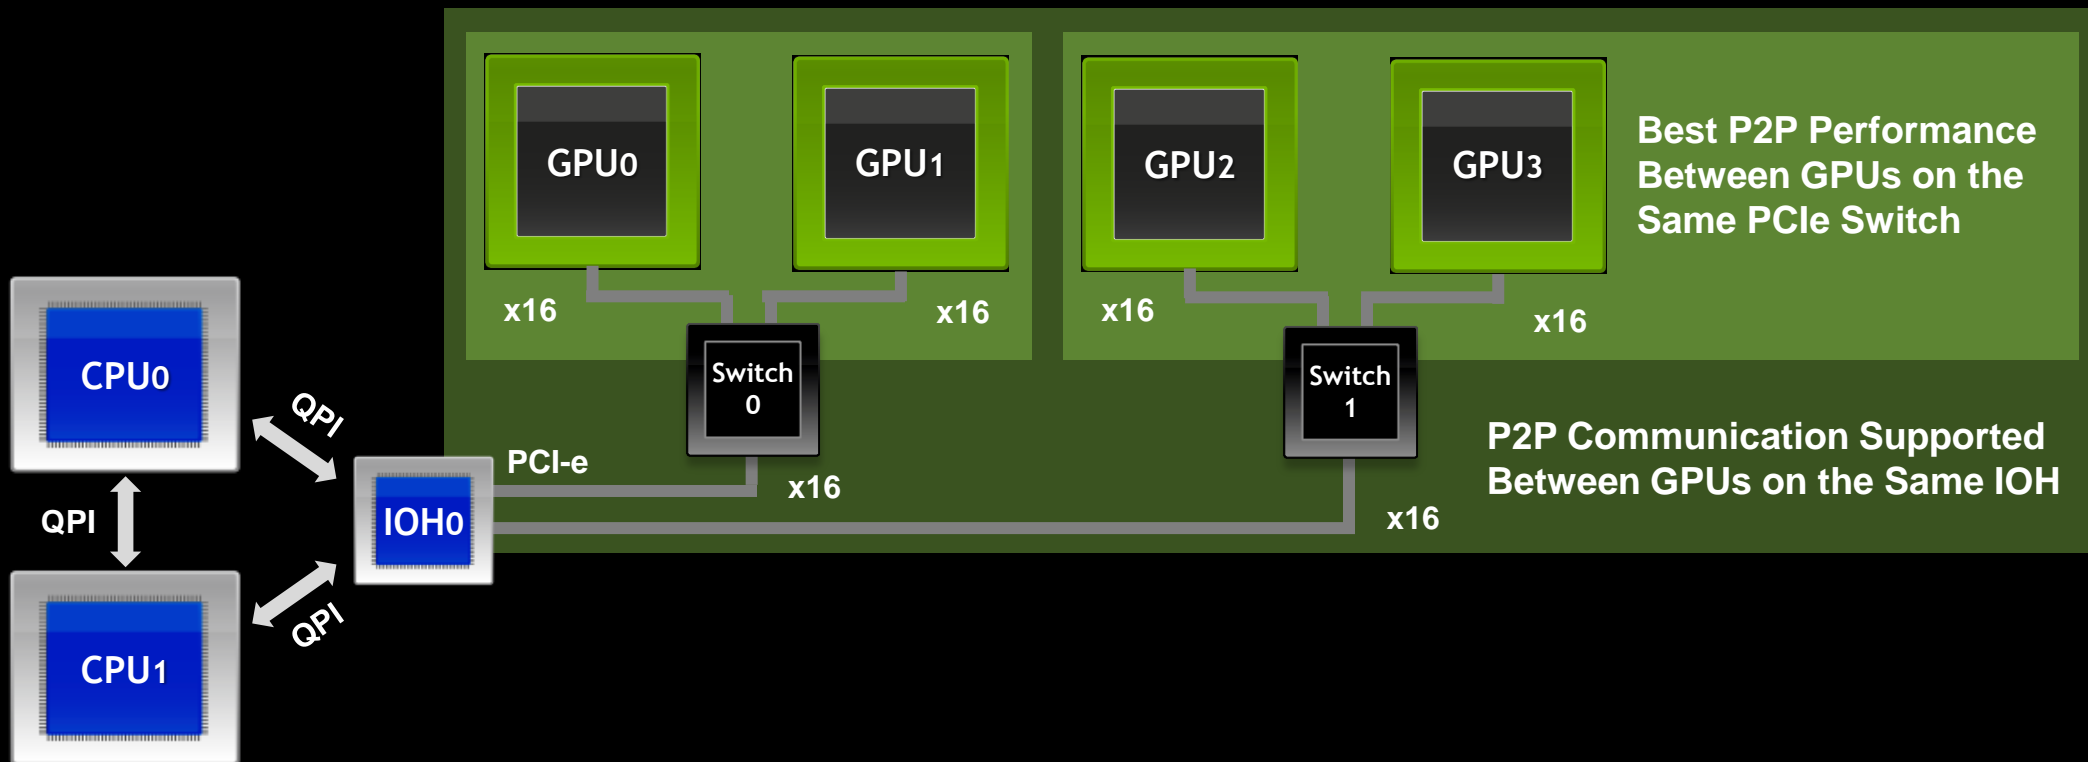 GPU0
GPU1
GPU2
GPU3
Best P2P Performance
Between GPUs on the
Same PCIe Switch
x16
x16
x16
x16
Switch
0
Switch
1
CPU0
QPI
QPI
QPI
CPU1
IOH0
PCI-e
x16
x16
P2P Communication Supported
Between GPUs on the Same IOH